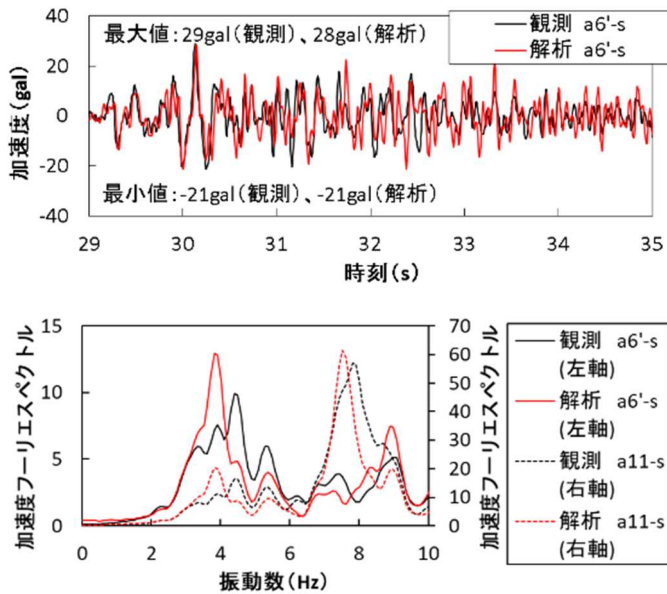 最大値：29gal(観測)、28gal(解析)
観測 a6'-s
解析 a6'-s
加速度(gal)
40
20
0
-20
-40
最小値：-21gal(観測)、-21gal(解析)
29 30 31 32 33 34 35
時刻(s)
加速度フーリエスペクトル
15
10
5
0
70
60
50
40
30
20
10
0
加速度フーリエスペクトル
0 2 4 6 8 10
振動数(Hz)
観測 a6'-s
(左軸)
解析 a6'-s
(左軸)
観測 a11-s
(右軸)
解析 a11-s
(右軸)